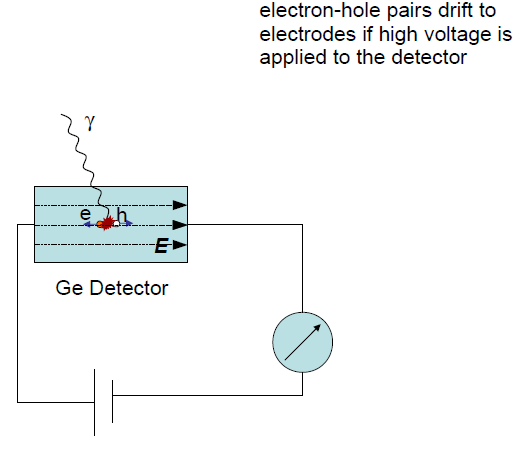 electron-hole pairs drift to
electrodes if high voltage is
applied to the detector
γ
e h
E
Ge Detector